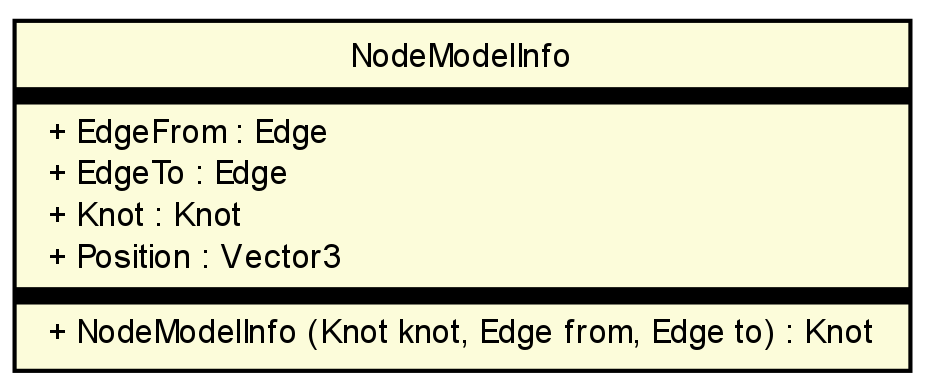 NodeModelInfo
+ EdgeFrom : Edge
+ EdgeTo : Edge
+ Knot : Knot
+ Position : Vector3
+ NodeModelInfo (Knot knot, Edge from, Edge to) : Knot